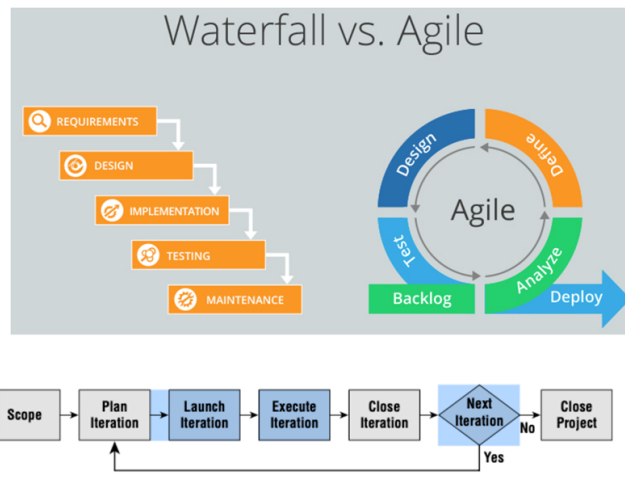 Waterfall vs. Agile
REQUIREMENTS
DESIGN
IMPLEMENTATION
TESTING
MAINTENANCE
Design
Define
Agile
Test
Analyze
Backlog
Deploy
Scope
Plan
Iteration
Launch
Iteration
Execute
Iteration
Close
Iteration
Next
Iteration
No
Close
Project
Yes